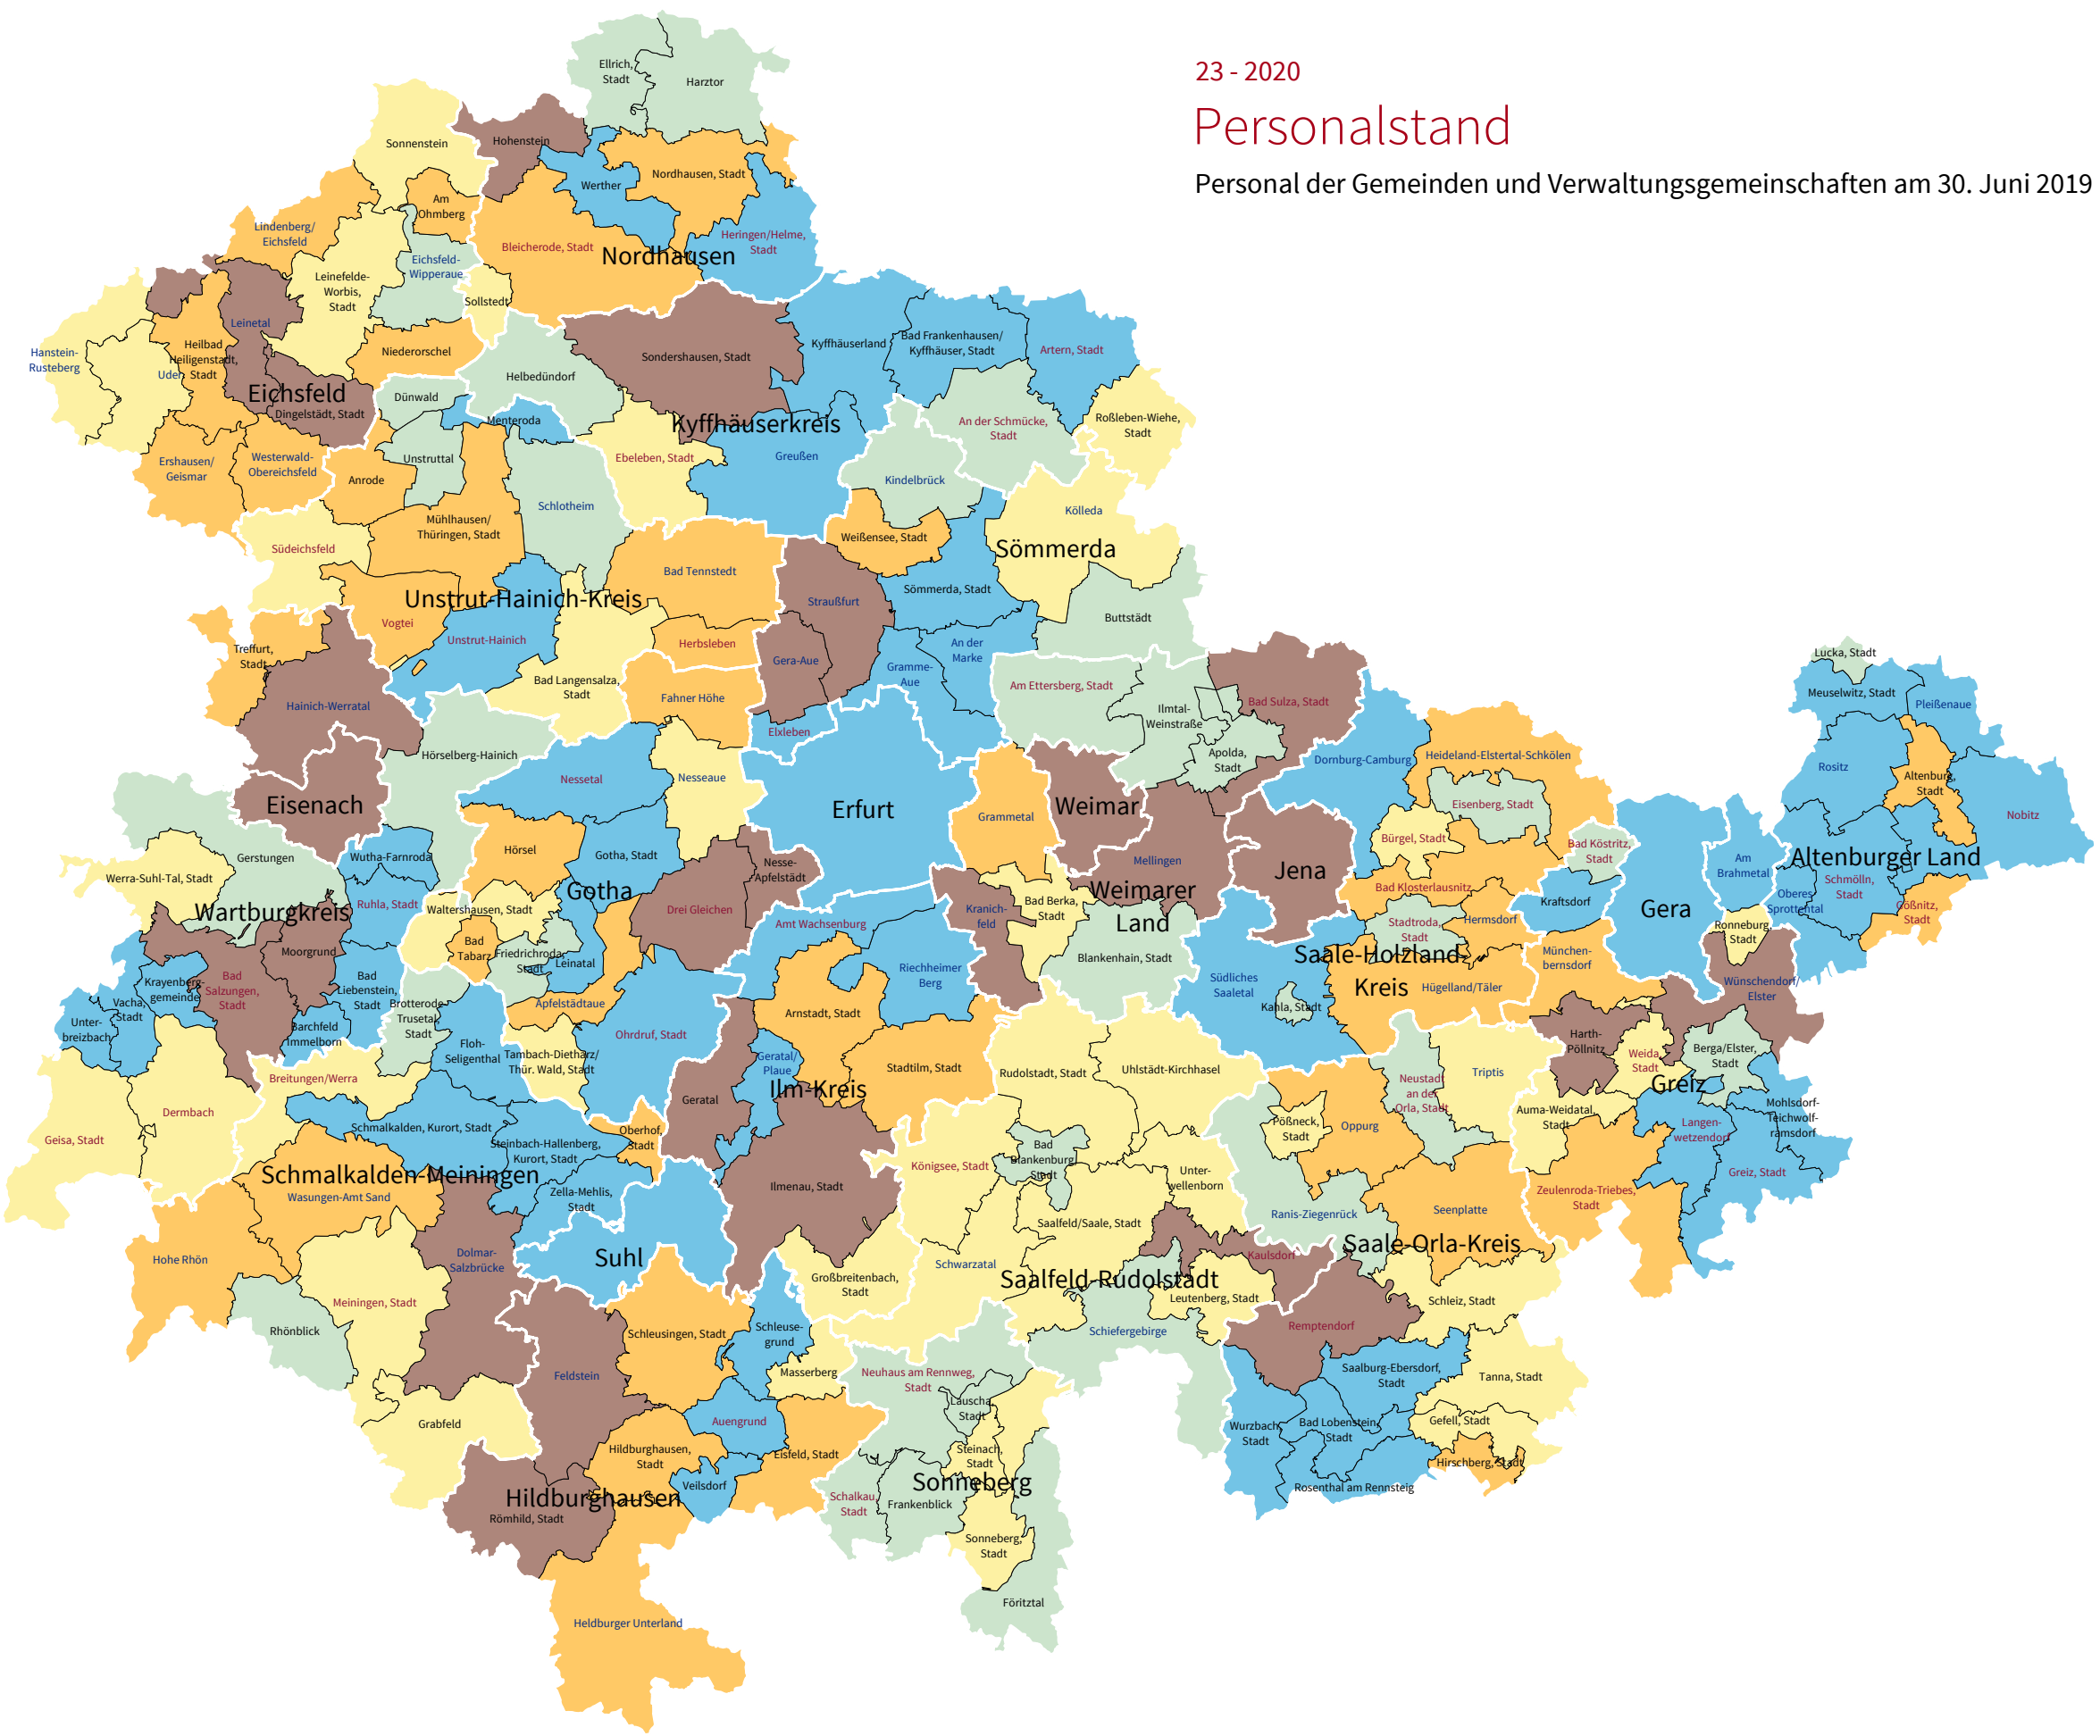 23 - 2020
Personalstand
Personal der Gemeinden und Verwaltungsgemeinschaften am 30. Juni 2019
Ellrich,
Stadt
Harztor
Sonnenstein
Hohenstein
Werther
Nordhausen, Stadt
Am
Ohmberg
Lindenberg/
Eichsfeld
Bleicherode, Stadt
Heringen/Helme,
Stadt
Nordhausen
Eichsfeld-
Wipperaue
Leinefelde-
Worbis,
Stadt
Sollstedt
Leinetal
Hanstein-
Rusteberg
Uder
Heilbad
Heiligenstadt,
Stadt
Niederorschel
Eichsfeld
Dingelstädt, Stadt
Dünwald
Helbedündorf
Sondershausen, Stadt
Kyffhäuserland
Bad Frankenhausen/
Kyffhäuser, Stadt
Artern, Stadt
Menteroda
Kyffhäuserkreis
An der Schmücke,
Stadt
Roßleben-Wiehe,
Stadt
Ershausen/
Geismar
Westerwald-
Obereichsfeld
Anrode
Unstruttal
Ebeleben, Stadt
Greußen
Kindelbrück
Schlotheim
Kölleda
Mühlhausen/
Thüringen, Stadt
Südeichsfeld
Weißensee, Stadt
Sömmerda
Bad Tennstedt
Unstrut-Hainich-Kreis
Straußfurt
Sömmerda, Stadt
Buttstädt
Vogtei
Unstrut-Hainich
Herbsleben
Treffurt,
Stadt
Gera-Aue
Gramme-
Aue
An der
Marke
Bad Langensalza,
Stadt
Fahner Höhe
Hainich-Werratal
Am Ettersberg, Stadt
Ilmtal-
Weinstraße
Bad Sulza, Stadt
Elxleben
Hörselberg-Hainich
Apolda,
Stadt
Nessetal
Nesseaue
Dornburg-Camburg
Heideland-Elstertal-Schkölen
Lucka, Stadt
Meuselwitz, Stadt
Pleißenaue
Rositz
Altenburg,
Stadt
Nobitz
Eisenach
Erfurt
Grammetal
Weimar
Eisenberg, Stadt
Bürgel, Stadt
Bad Köstritz,
Stadt
Am
Brahmetal
Altenburger Land
Schmölln,
Stadt
Oberes
Sprottental
Gößnitz,
Stadt
Wutha-Farnroda
Gerstungen
Hörsel
Gotha, Stadt
Nesse-
Apfelstädt
Mellingen
Jena
Werra-Suhl-Tal, Stadt
Gotha
Weimarer
Land
Bad Klosterlausnitz
Kraftsdorf
Gera
Wartburgkreis
Ruhla, Stadt
Waltershausen, Stadt
Drei Gleichen
Kranich-
feld
Bad Berka,
Stadt
Amt Wachsenburg
Stadtroda,
Stadt
Hermsdorf
Ronneburg,
Stadt
Moorgrund
Bad
Tabarz
Friedrichroda,
Stadt
Leinatal
Blankenhain, Stadt
Saale-Holzland-
Kreis
München-
bernsdorf
Krayenberg-
gemeinde
Bad
Salzungen,
Stadt
Bad
Liebenstein,
Stadt
Riechheimer
Berg
Südliches
Saaletal
Hügelland/Täler
Wünschendorf/
Elster
Vacha,
Stadt
Unter-
breizbach
Barchfeld
Immelborn
Brotterode-
Trusetal,
Stadt
Apfelstädtaue
Arnstadt, Stadt
Kahla, Stadt
Floh-
Seligenthal
Tambach-Dietharz/
Thür. Wald, Stadt
Ohrdruf, Stadt
Geratal/
Plaue
Ilm-Kreis
Stadtilm, Stadt
Rudolstadt, Stadt
Uhlstädt-Kirchhasel
Harth-
Pöllnitz
Weida,
Stadt
Berga/Elster,
Stadt
Greiz
Breitungen/Werra
Geratal
Neustadt
an der
Orla, Stadt
Triptis
Auma-Weidatal,
Stadt
Mohlsdorf-
Teichwolf-
ramsdorf
Dermbach
Geisa, Stadt
Schmalkalden, Kurort, Stadt
Oberhof,
Stadt
Pößneck,
Stadt
Oppurg
Langen-
wetzendorf
Steinbach-Hallenberg,
Kurort, Stadt
Königsee, Stadt
Bad
Blankenburg,
Stadt
Unter-
wellenborn
Greiz, Stadt
Schmalkalden-Meiningen
Wasungen-Amt Sand
Zella-Mehlis,
Stadt
Ilmenau, Stadt
Zeulenroda-Triebes,
Stadt
Ranis-Ziegenrück
Seenplatte
Saalfeld/Saale, Stadt
Hohe Rhön
Dolmar-
Salzbrücke
Suhl
Schwarzatal
Kaulsdorf
Saale-Orla-Kreis
Großbreitenbach,
Stadt
Saalfeld-Rudolstadt
Leutenberg, Stadt
Schleiz, Stadt
Meiningen, Stadt
Rhönblick
Schleusingen, Stadt
Schleuse-
grund
Schiefergebirge
Remptendorf
Feldstein
Masserberg
Neuhaus am Rennweg,
Stadt
Saalburg-Ebersdorf,
Stadt
Tanna, Stadt
Lauscha,
Stadt
Grabfeld
Auengrund
Wurzbach,
Stadt
Bad Lobenstein,
Stadt
Gefell, Stadt
Hildburghausen,
Stadt
Eisfeld, Stadt
Steinach,
Stadt
Hirschberg, Stadt
Veilsdorf
Sonneberg
Rosenthal am Rennsteig
Hildburghausen
Schalkau,
Stadt
Frankenblick
Römhild, Stadt
Sonneberg,
Stadt
Föritztal
Heldburger Unterland